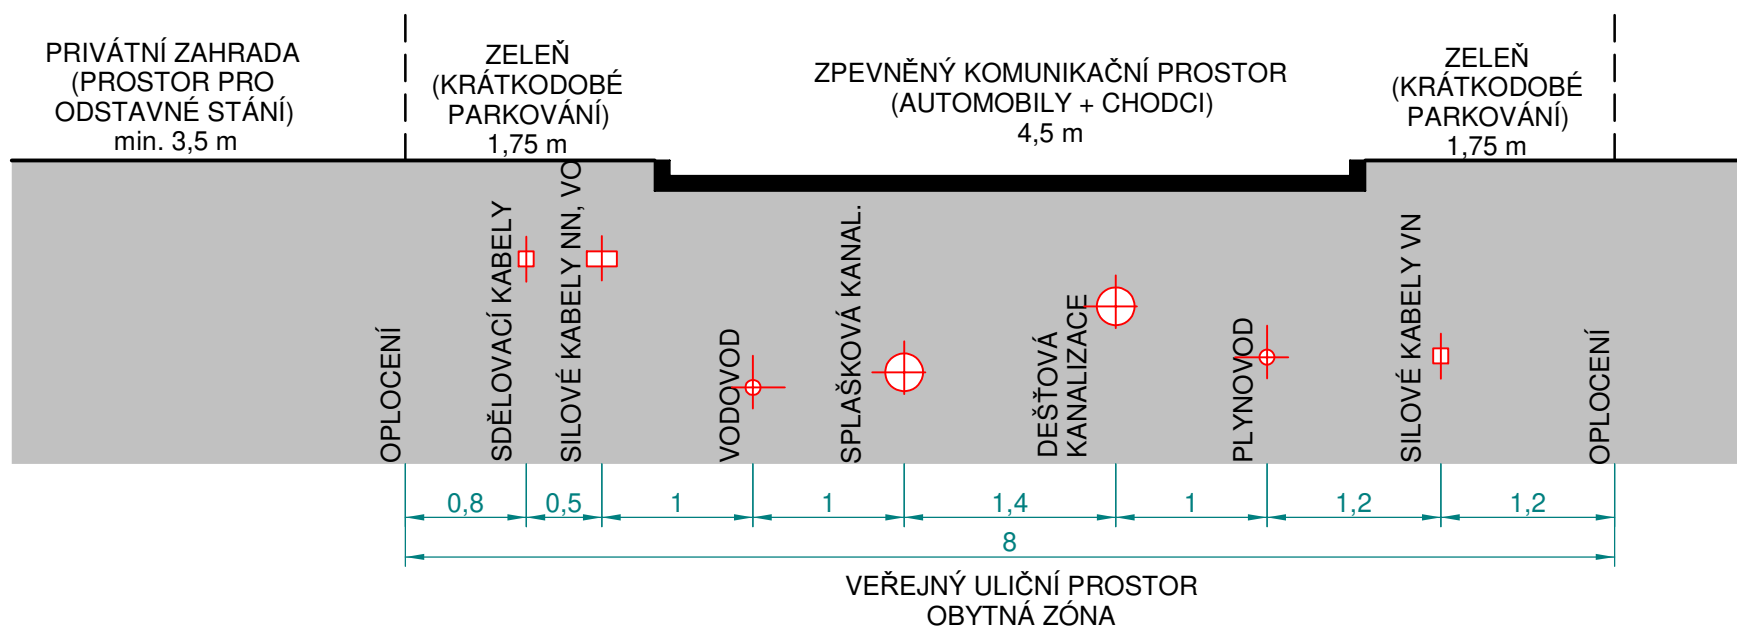 PRIVÁTNÍ ZAHRADA
(PROSTOR PRO
ODSTAVNÉ STÁNÍ)
min. 3,5 m
ZELEŇ
(KRÁTKODOBÉ
PARKOVÁNÍ)
1,75 m
ZPEVNĚNÝ KOMUNIKAČNÍ PROSTOR
(AUTOMOBILY + CHODCI)
4,5 m
ZELEŇ
(KRÁTKODOBÉ
PARKOVÁNÍ)
1,75 m
OPLOCENÍ
SDĚLOVACÍ KABELY
SILOVÉ KABELY NN, VO
VODOVOD
SPLAŠKOVÁ KANAL.
DEŠŤOVÁ
KANALIZACE
PLYNOVOD
SILOVÉ KABELY VN
OPLOCENÍ
0,8
0,5
1
1
1,4
1
1,2
1,2
8
VEŘEJNÝ ULIČNÍ PROSTOR
OBYTNÁ ZÓNA